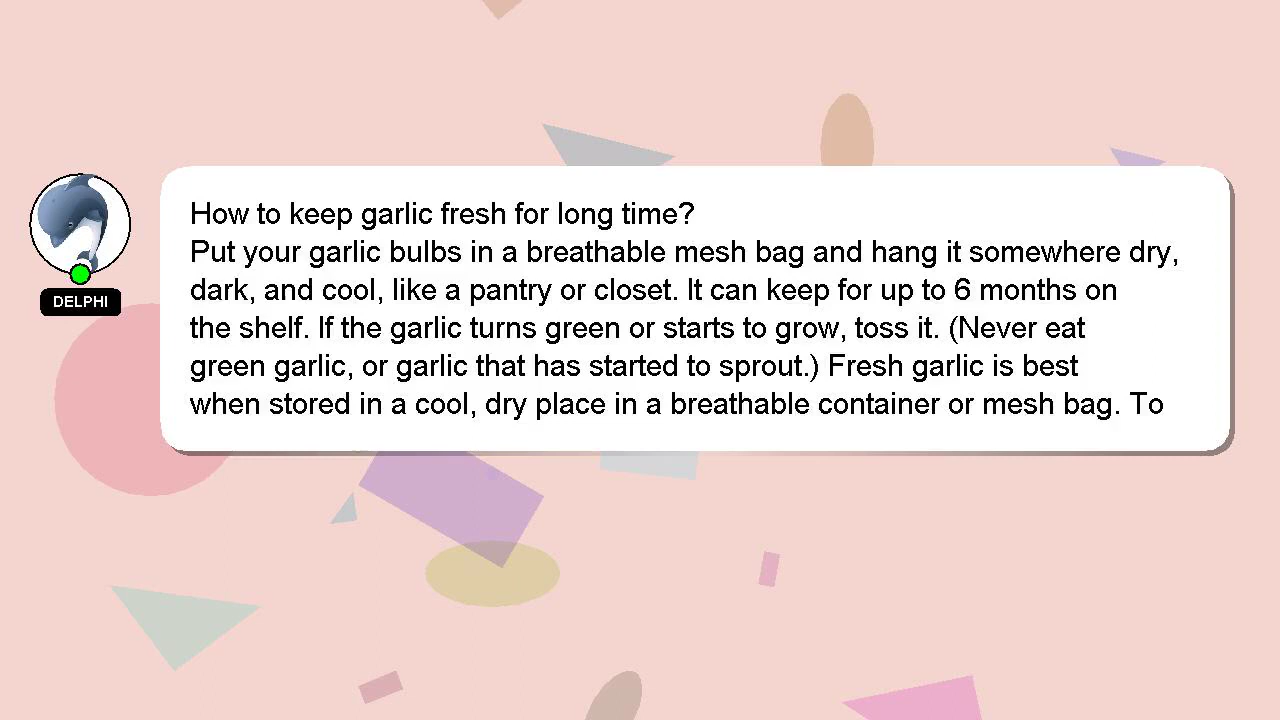 DELPHI
How to keep garlic fresh for long time?
Put your garlic bulbs in a breathable mesh bag and hang it somewhere dry,
dark, and cool, like a pantry or closet. It can keep for up to 6 months on
the shelf. If the garlic turns green or starts to grow, toss it. (Never eat
green garlic, or garlic that has started to sprout.) Fresh garlic is best
when stored in a cool, dry place in a breathable container or mesh bag. To